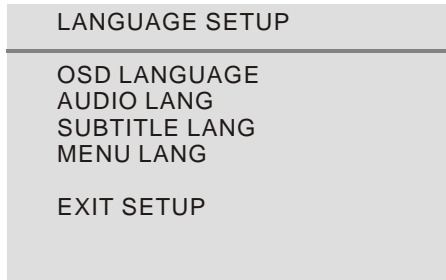 LANGUAGE SETUP
OSD LANGUAGE
AUDIO LANG
SUBTITLE LANG
MENU LANG
EXIT SETUP